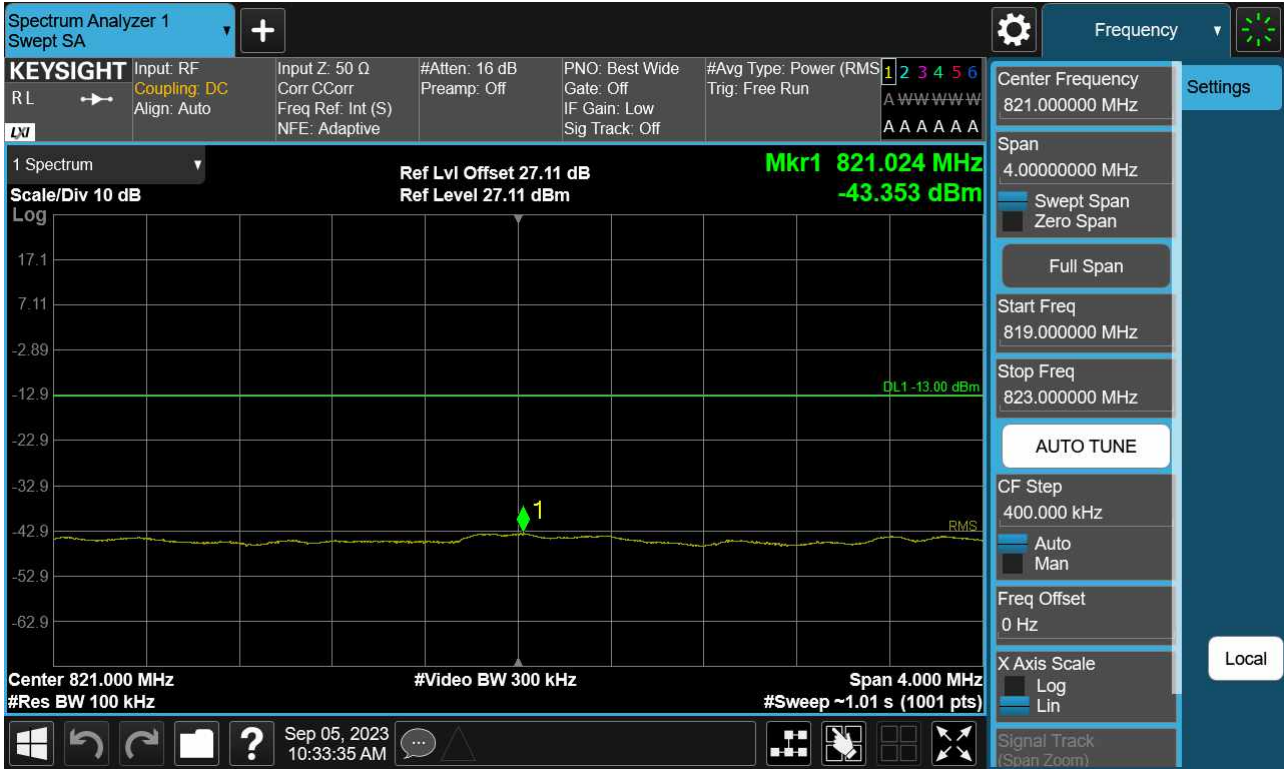 Spectrum Analyzer 1
Swept SA
+
Frequency
KEYSIGHT
R L
LXI
Input: RF
Coupling: DC
Align: Auto
Input Z: 50 Ω
Corr CCorr
Freq Ref: Int (S)
NFE: Adaptive
#Atten: 16 dB
Preamp: Off
PNO: Best Wide
Gate: Off
IF Gain: Low
Sig Track: Off
#Avg Type: Power (RMS
Trig: Free Run
1 2 3 4 5 6
A W W W W W
A A A A A A
1 Spectrum
Scale/Div 10 dB
Log
Ref Lvl Offset 27.11 dB
Ref Level 27.11 dBm
Mkr1 821.024 MHz
-43.353 dBm
17.1
7.11
-2.89
-12.9
DL1 -13.00 dBm
-22.9
-32.9
1
-42.9
RMS
-52.9
-62.9
Center 821.000 MHz
#Video BW 300 kHz
Span 4.000 MHz
#Res BW 100 kHz
#Sweep ~1.01 s (1001 pts)
?
Sep 05, 2023
10:33:35 AM
Center Frequency
821.000000 MHz
Settings
Span
4.00000000 MHz
Swept Span
Zero Span
Full Span
Start Freq
819.000000 MHz
Stop Freq
823.000000 MHz
AUTO TUNE
CF Step
400.000 kHz
Auto
Man
Freq Offset
0 Hz
X Axis Scale
Log
Lin
Local
Signal Track
(Span Zoom)